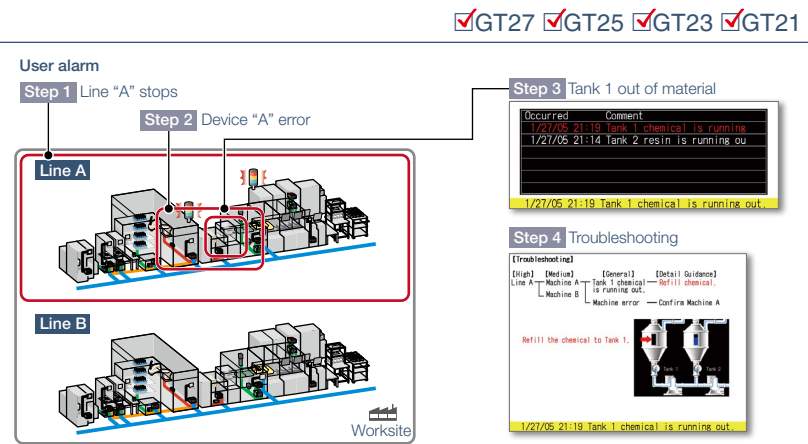 GT27 GT25 GT23 GT21
User alarm
Step 1 Line “A” stops
Step 2 Device “A” error
Line A
Line B
Worksite
Step 3 Tank 1 out of material
Occurred Comment
1/27/05 21:19 Tank 1 chemical is running
1/27/05 21:14 Tank 2 resin is running ou
1/27/05 21:19 Tank 1 chemical is running out.
Step 4 Troubleshooting
[Troubleshooting]
[High] [Medium] [General] [Detail Guidance]
Line A Machine A Tank 1 chemical is running out. Refill chemical.
Machine B
Machine error Confirm Machine A
Refill the chemical to Tank 1.
Tank 1 Tank 2
1/27/05 21:19 Tank 1 chemical is running out.